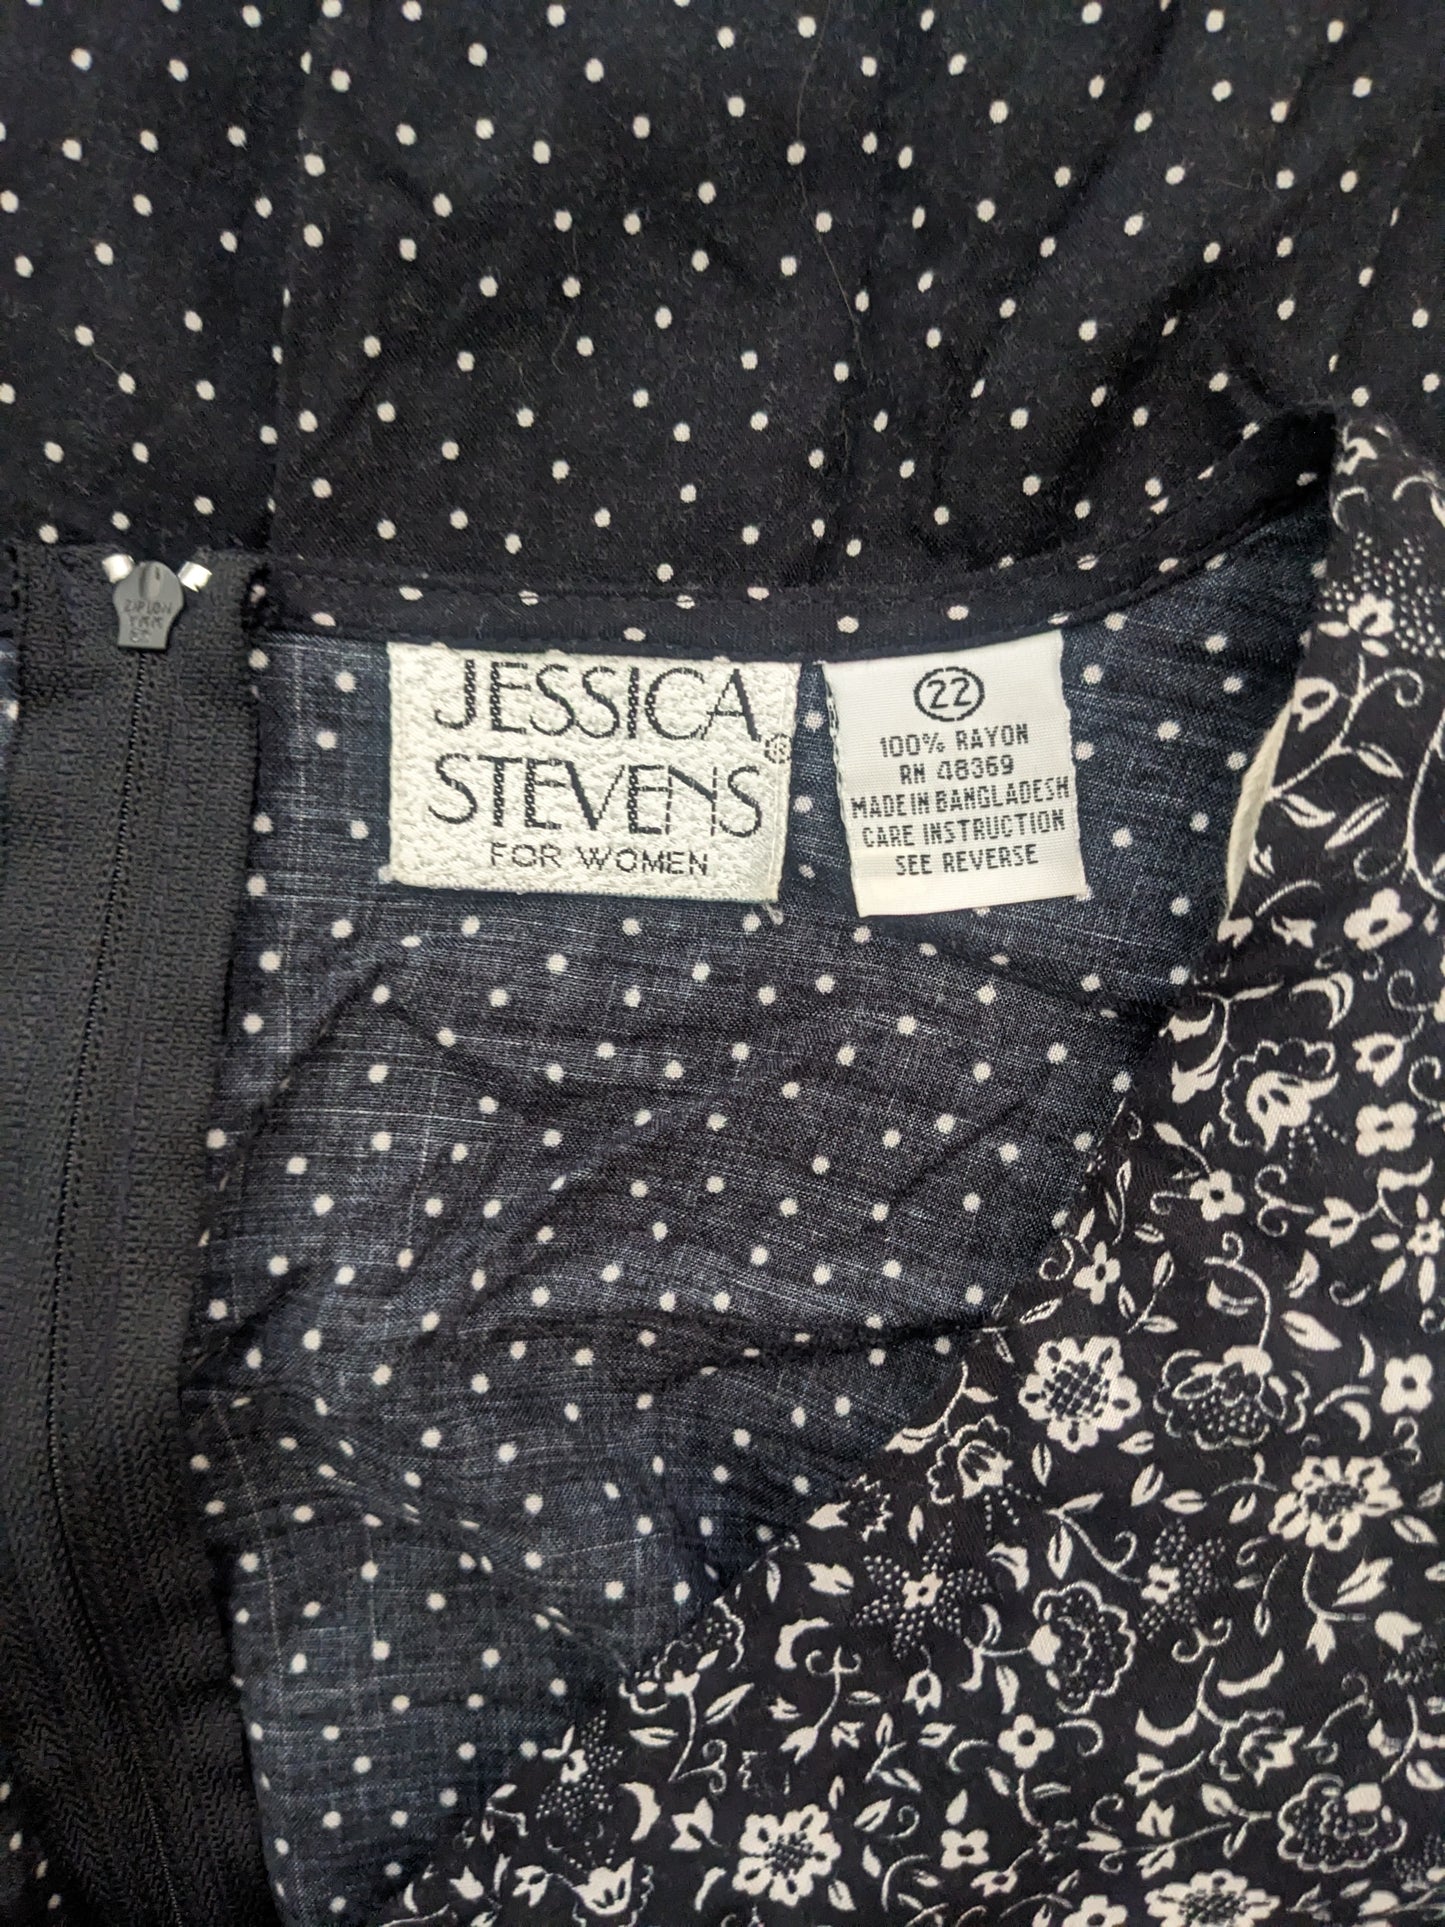 JESSICA
STEVENS
FOR WOMEN
22
100% RAYON
RN 48369
MADE IN BANGLADESH
CARE INSTRUCTION
SEE REVERSE